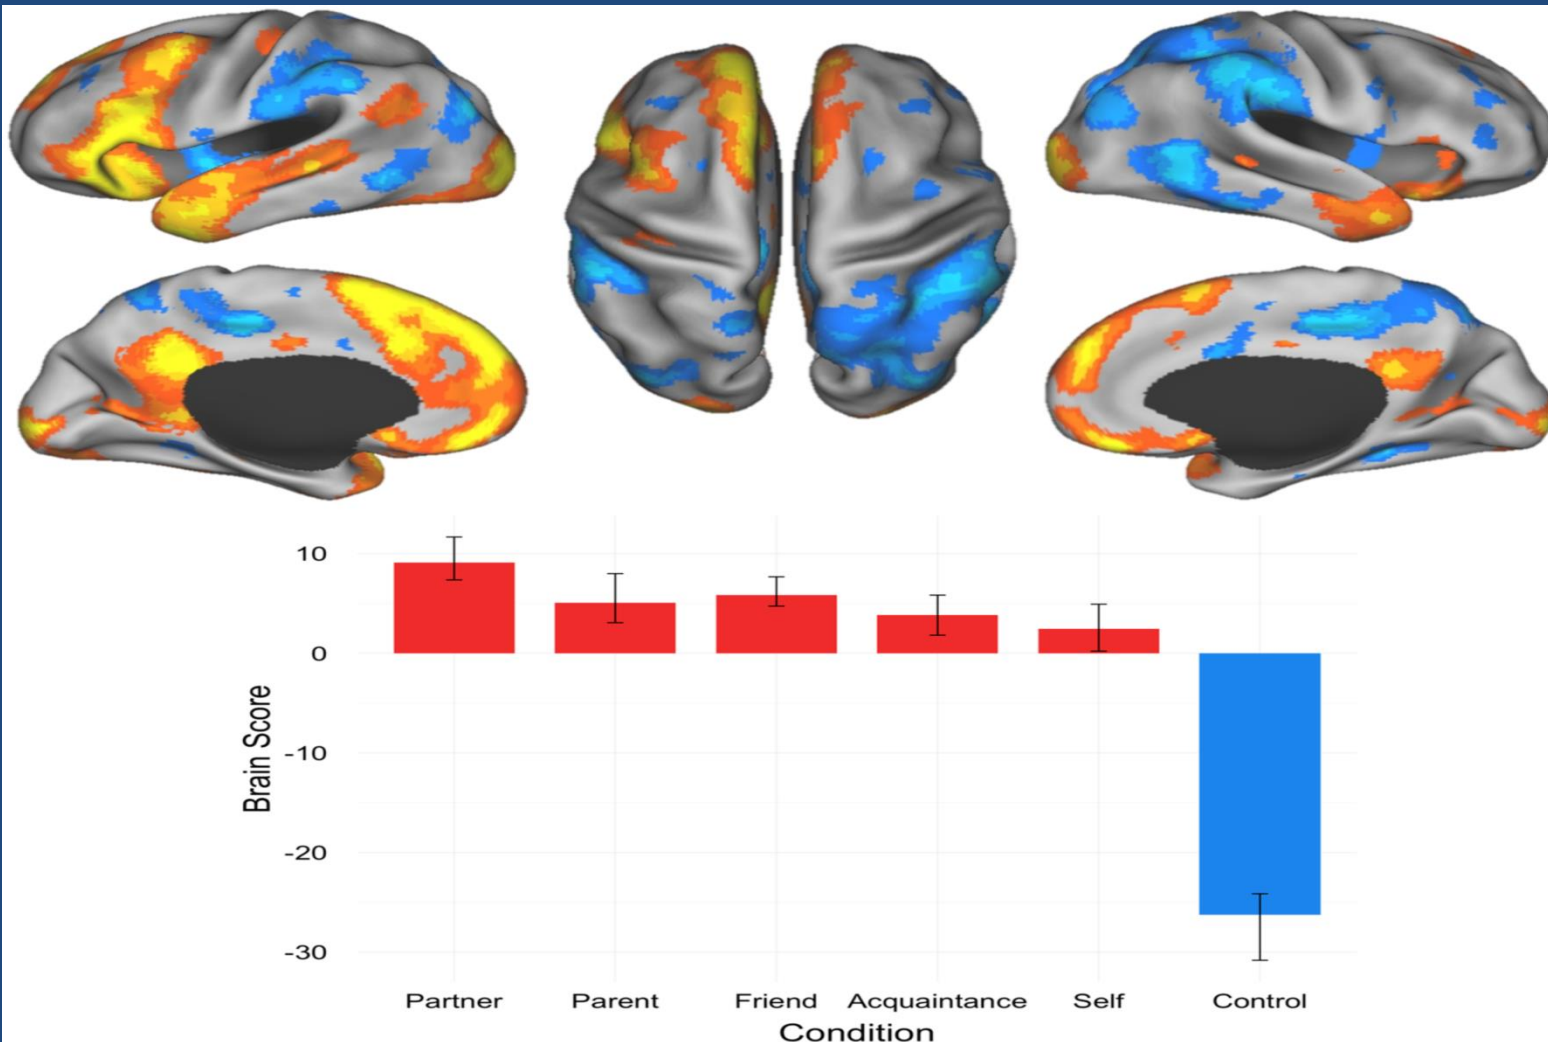 10
0
-10
-20
-30
Brain Score
Partner
Parent
Friend
Acquaintance
Self
Control
Condition